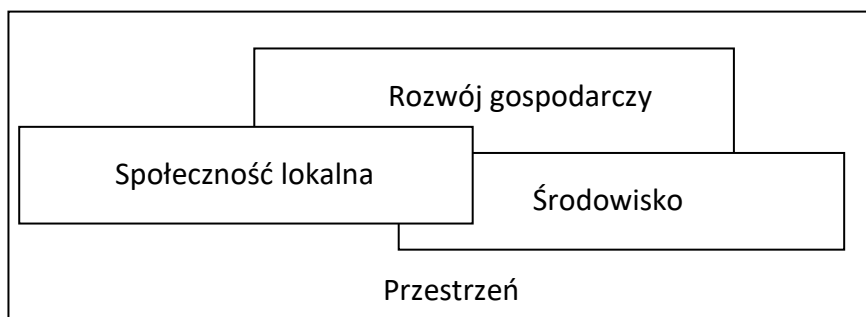 Rozwój gospodarczy
Społeczność lokalna
Środowisko
Przestrzeń